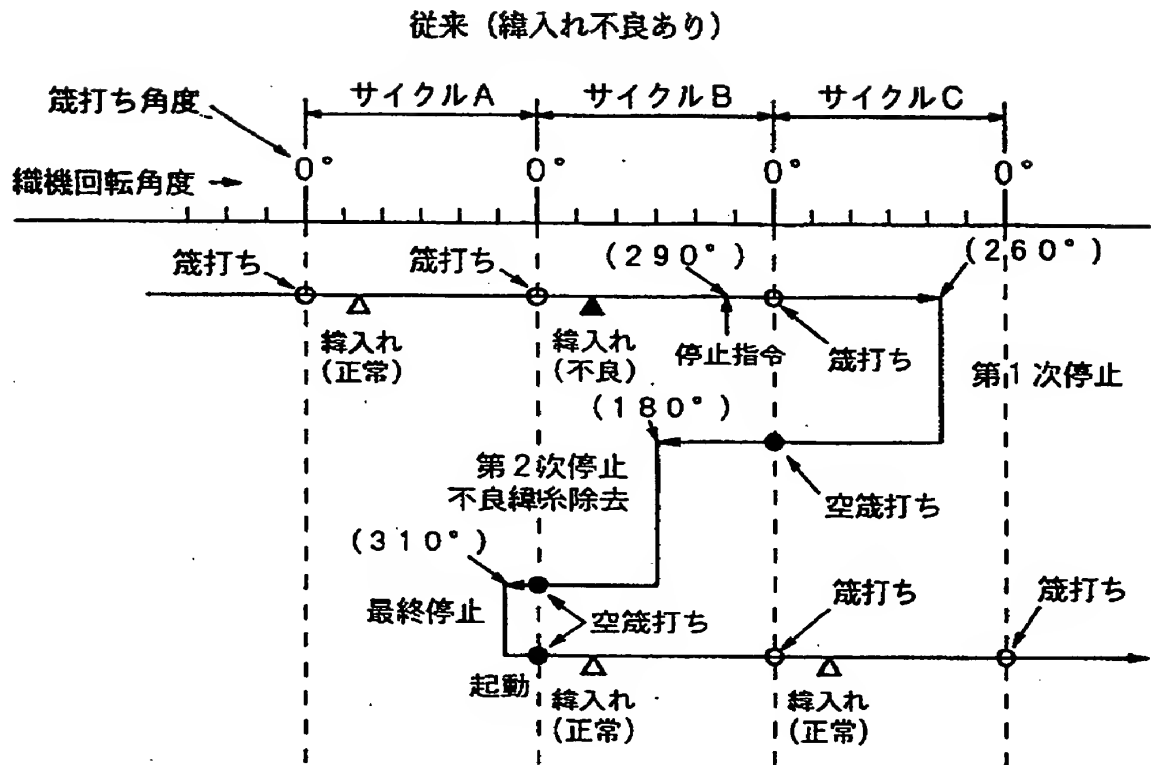 従来（緯入れ不良あり）
サイクルA
サイクルB
サイクルC
筬打ち角度
0°
0°
0°
0°
織機回転角度
筬打ち
筬打ち
(290°)
(260°)
緯入れ
(正常)
緯入れ
(不良)
停止指令
筬打ち
第1次停止
(180°)
第2次停止
不良緯糸除去
空筬打ち
(310°)
最終停止
空筬打ち
筬打ち
筬打ち
起動
緯入れ
(正常)
緯入れ
(正常)